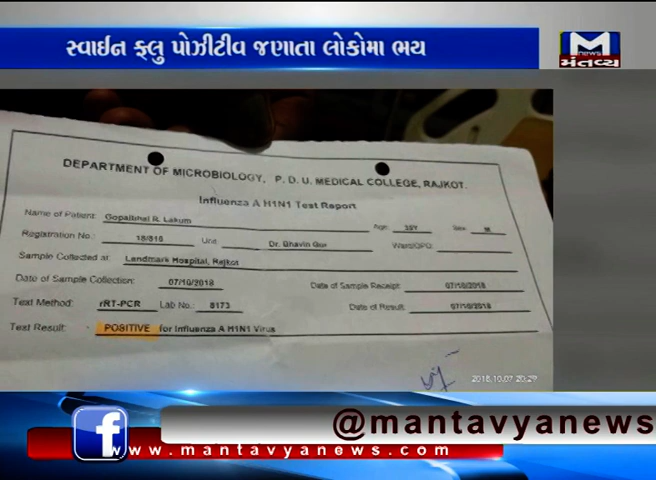 સ્વાઈન ફ્લુ પોઝીટીવ જણાતા લોકોમા ભય
M
news
મંતવ્ય
DEPARTMENT OF MICROBIOLOGY, P. D. U. MEDICAL COLLEGE, RAJKOT.
Influenza A H1N1 Test Report
Name of Patient: Gopalbhai R. Lakum Age: 35Y Sex: M
Registration No.: 18/816 Unit Dr. Bhavin Gor Ward/OPD:
Sample Collected at: Landmark Hospital, Rajkot
Date of Sample Collection: 07/10/2018 Date of Sample Receipt: 07/10/2018
Test Method: rRT-PCR Lab No.: 8173 Date of Result: 07/10/2018
Test Result: POSITIVE for Influenza A H1N1 Virus
2018.10.07 20:29
f
@mantavyanews
www.mantavyanews.com